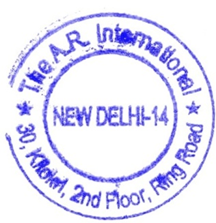 The A.R. International
NEW DELHI-14
★ 30, Kilokri, 2nd Floor, Ring Road ★